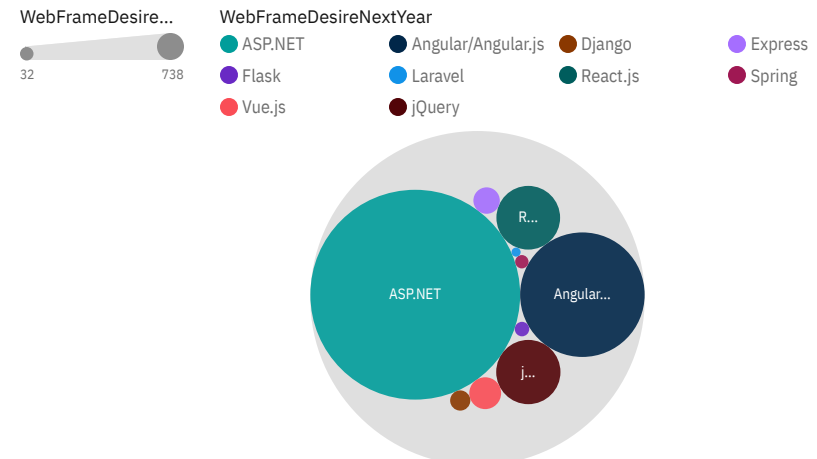 WebFrameDesire... WebFrameDesireNextYear
32 738
ASP.NET Angular/Angular.js Django Express
Flask Laravel React.js Spring
Vue.js jQuery
R...
ASP.NET Angular...
j...